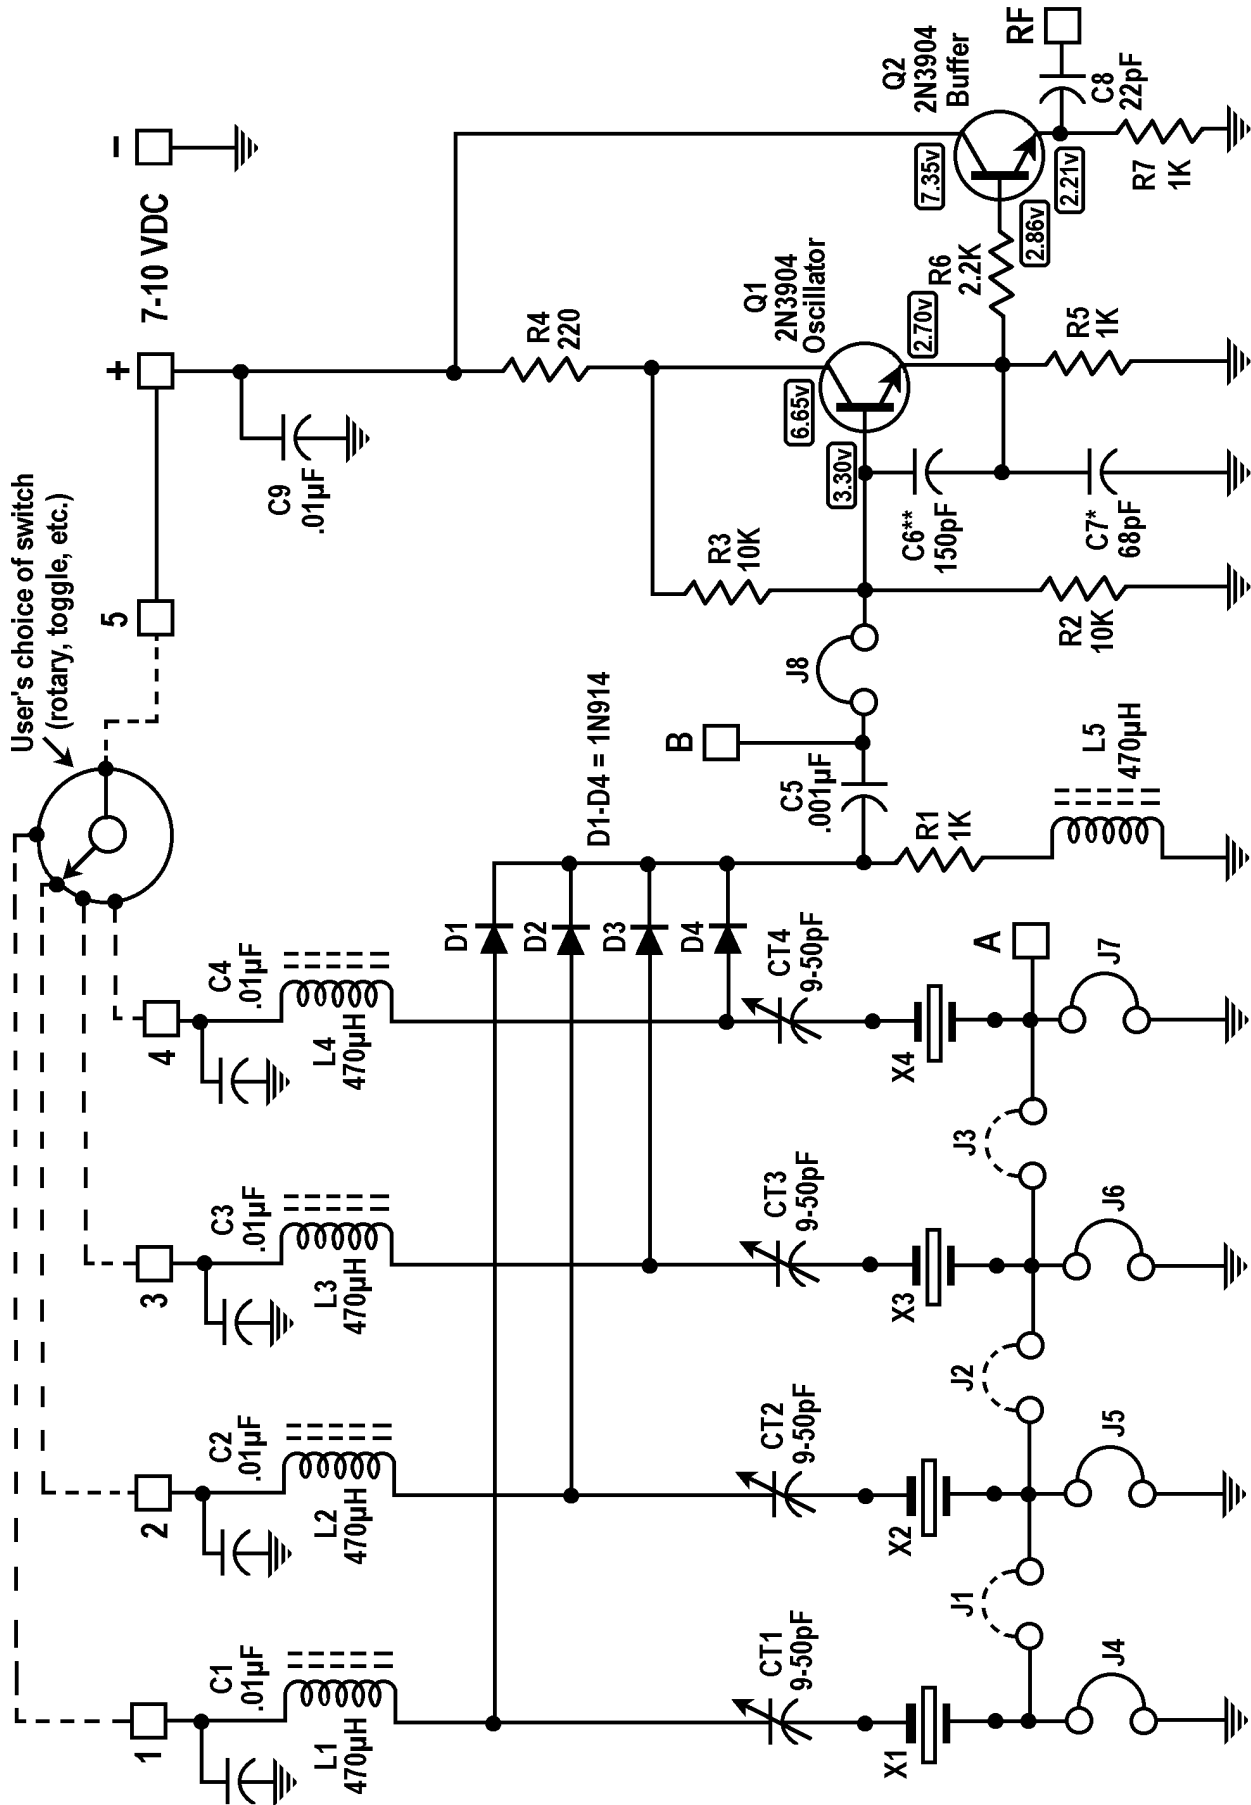 User's choice of switch
(rotary, toggle, etc.)
1
2
3
4
5
+
7-10 VDC
–
C1
.01µF
C2
.01µF
C3
.01µF
C4
.01µF
C9
.01µF
L1
470µH
L2
470µH
L3
470µH
L4
470µH
R4
220
D1
D2
D3
D4
D1-D4 = 1N914
B
R3
10K
Q1
2N3904
Oscillator
Q2
2N3904
Buffer
RF
CT1
9-50pF
CT2
9-50pF
CT3
9-50pF
CT4
9-50pF
C5
.001µF
J8
3.30v
6.65v
2.70v
7.35v
2.86v
2.21v
C6**
150pF
R6
2.2K
C8
22pF
X1
X2
X3
X4
R1
1K
J1
J2
J3
A
L5
470µH
R2
10K
C7*
68pF
R5
1K
R7
1K
J4
J5
J6
J7